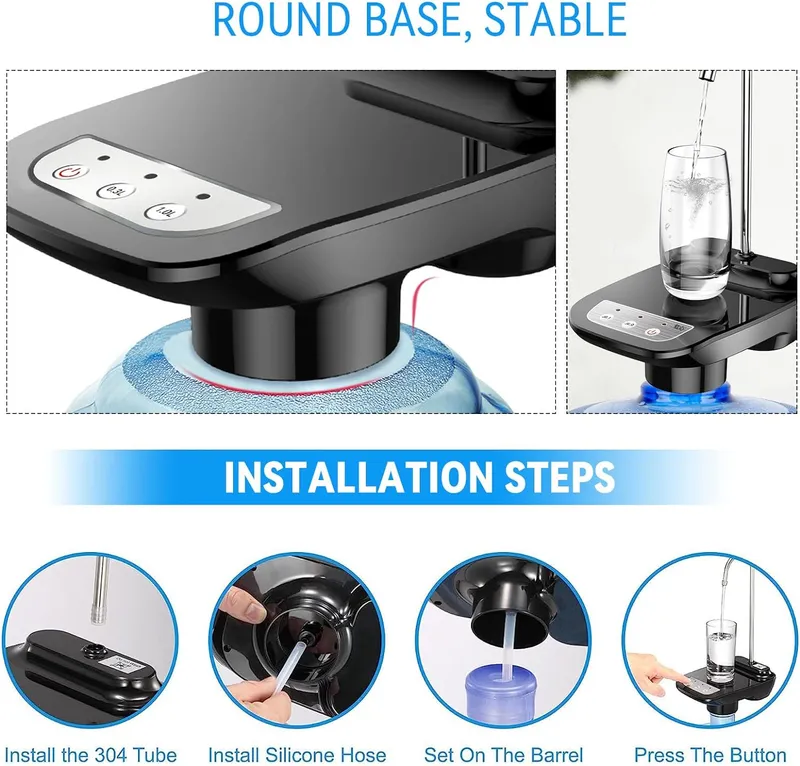 ROUND BASE, STABLE
0.3L
1.0L
INSTALLATION STEPS
Install the 304 Tube
Install Silicone Hose
Set On The Barrel
Press The Button